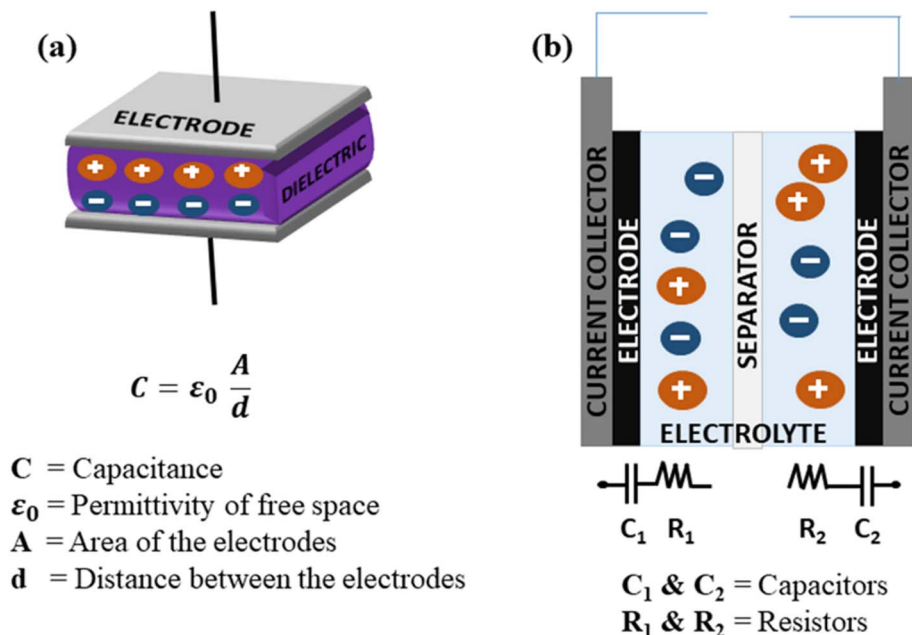 (a)
ELECTRODE
DIELECTRIC
+ + + +
− − − −
C = ε₀ A/d
C = Capacitance
ε₀ = Permittivity of free space
A = Area of the electrodes
d = Distance between the electrodes
(b)
CURRENT COLLECTOR
ELECTRODE
− − + − +
SEPARATOR
+ + − − +
ELECTRODE
CURRENT COLLECTOR
ELECTROLYTE
C₁ R₁ R₂ C₂
C₁ & C₂ = Capacitors
R₁ & R₂ = Resistors